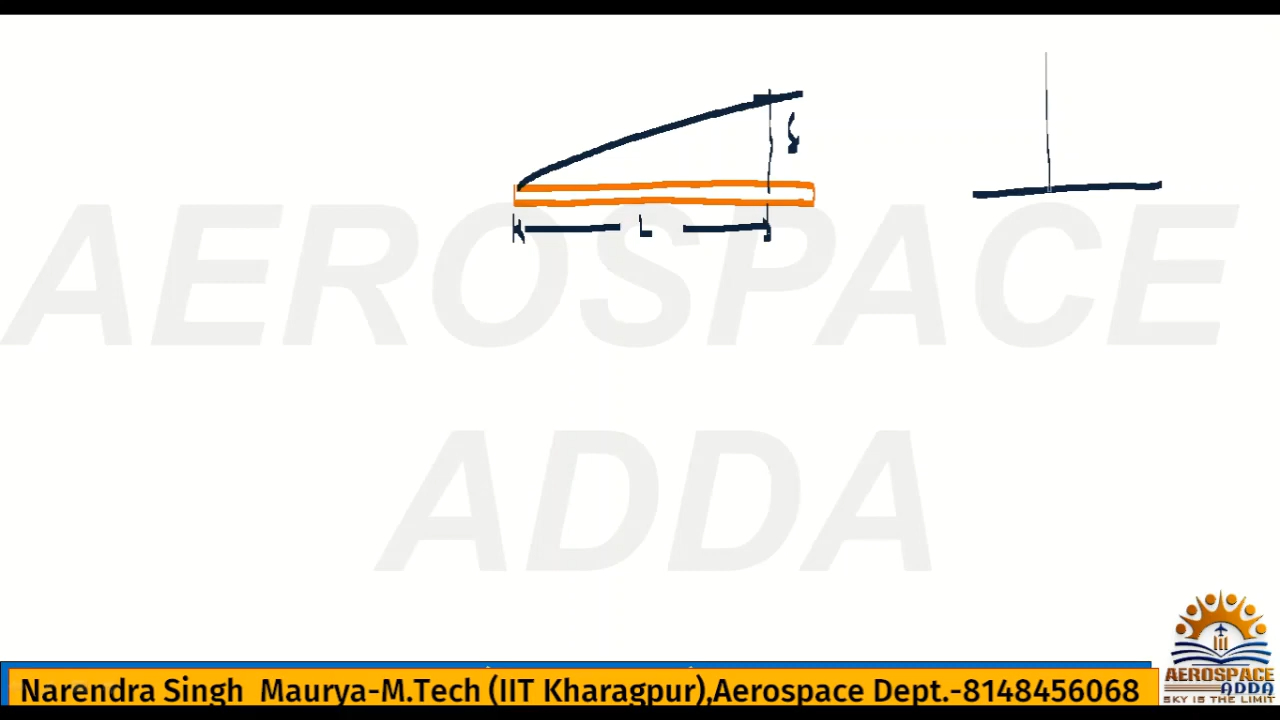 L
AEROSPACE
ADDA
Narendra Singh Maurya-M.Tech (IIT Kharagpur),Aerospace Dept.-8148456068
AEROSPACE
ADDA
SKY IS THE LIMIT